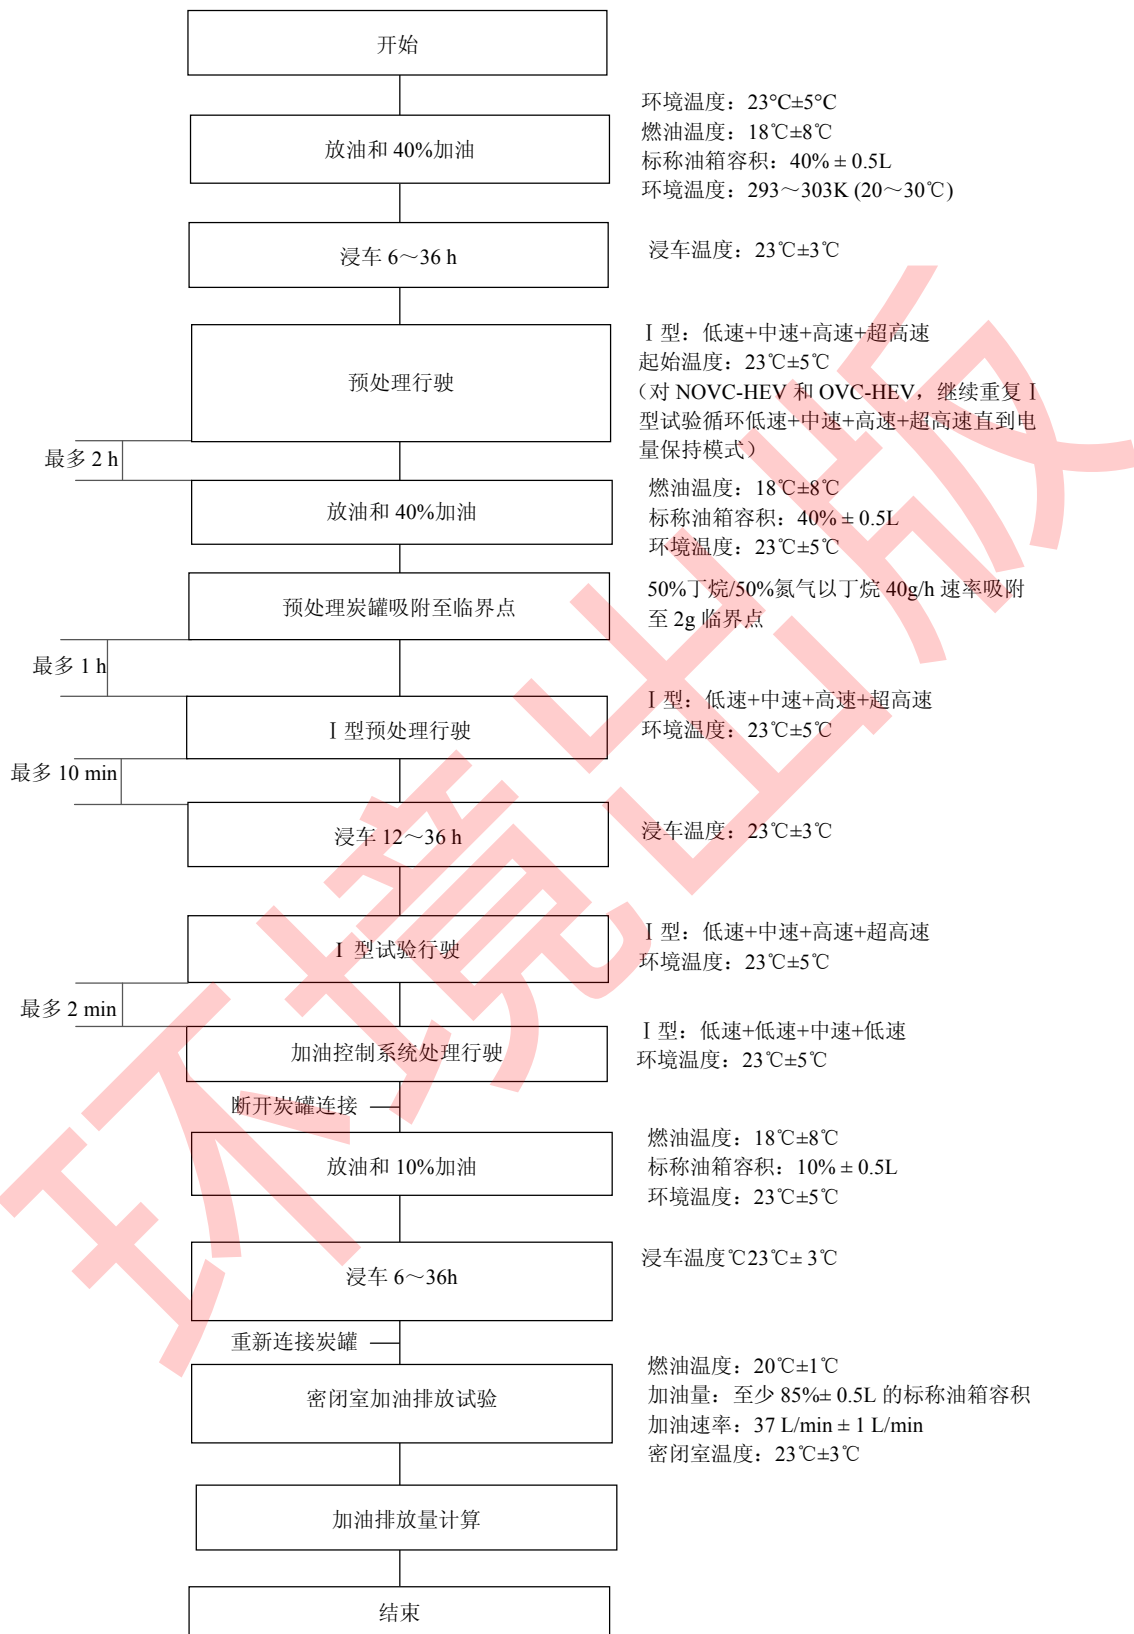 开始
环境温度：23°C±5°C
燃油温度：18℃±8℃
标称油箱容积：40% ± 0.5L
环境温度：293～303K (20～30℃)
放油和 40%加油
浸车 6～36 h
浸车温度：23℃±3℃
Ⅰ型：低速+中速+高速+超高速
起始温度：23℃±5℃
（对 NOVC-HEV 和 OVC-HEV，继续重复Ⅰ
型试验循环低速+中速+高速+超高速直到电
量保持模式）
预处理行驶
最多 2 h
放油和 40%加油
燃油温度：18℃±8℃
标称油箱容积：40% ± 0.5L
环境温度：23℃±5℃
预处理炭罐吸附至临界点
50%丁烷/50%氮气以丁烷 40g/h 速率吸附
至 2g 临界点
最多 1 h
Ⅰ型预处理行驶
Ⅰ型：低速+中速+高速+超高速
环境温度：23℃±5℃
最多 10 min
浸车 12～36 h
浸车温度：23℃±3℃
Ⅰ 型试验行驶
Ⅰ型：低速+中速+高速+超高速
环境温度：23℃±5℃
最多 2 min
加油控制系统处理行驶
Ⅰ型：低速+低速+中速+低速
环境温度：23℃±5℃
断开炭罐连接
放油和 10%加油
燃油温度：18℃±8℃
标称油箱容积：10% ± 0.5L
环境温度：23℃±5℃
浸车 6～36h
浸车温度℃23℃± 3℃
重新连接炭罐
密闭室加油排放试验
燃油温度：20℃±1℃
加油量：至少 85%± 0.5L 的标称油箱容积
加油速率：37 L/min ± 1 L/min
密闭室温度：23℃±3℃
加油排放量计算
结束
环境出版